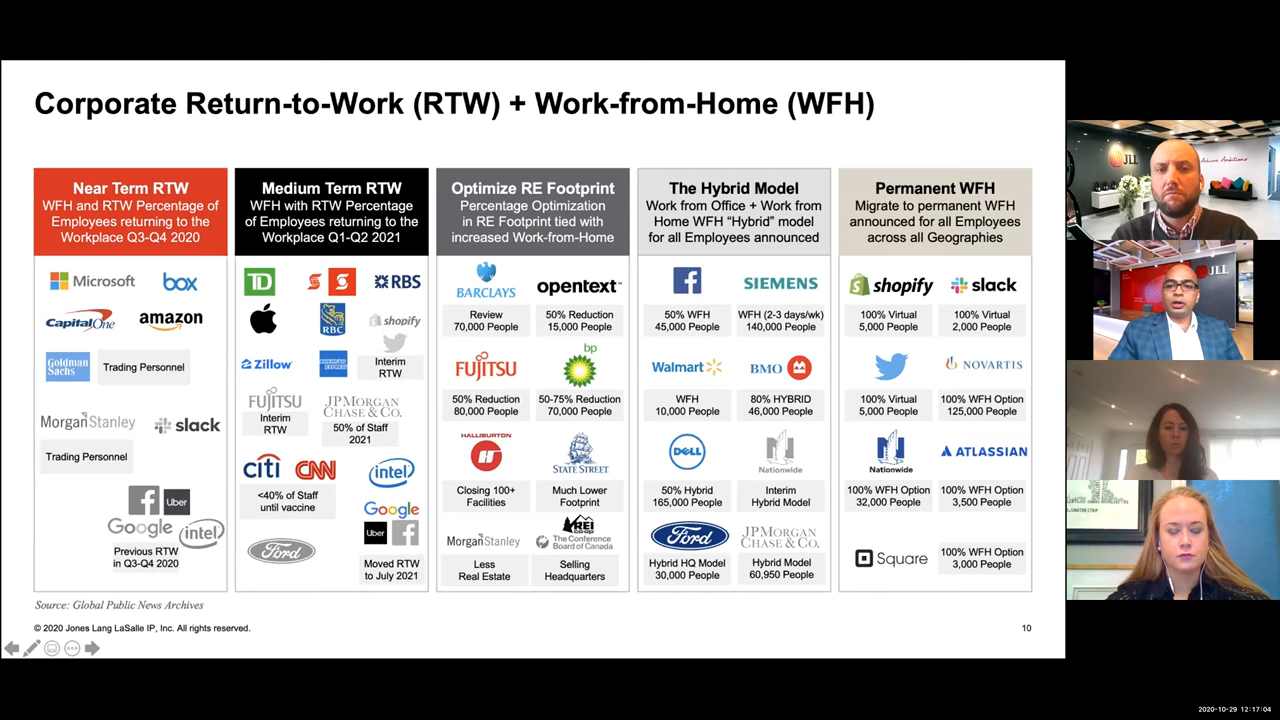 Corporate Return-to-Work (RTW) + Work-from-Home (WFH)
Near Term RTW
WFH and RTW Percentage of
Employees returning to the
Workplace Q3-Q4 2020
Microsoft
box
Capital One
amazon
Goldman
Sachs
Trading Personnel
Morgan Stanley
slack
Trading Personnel
Uber
Google
intel
Previous RTW
in Q3-Q4 2020
Medium Term RTW
WFH with RTW Percentage
of Employees returning to the
Workplace Q1-Q2 2021
TD
RBS
RBC
shopify
Zillow
AMERICAN
EXPRESS
Interim
RTW
FUJITSU
Interim
RTW
JPMORGAN
CHASE & CO.
50% of Staff
2021
citi
CNN
intel
<40% of Staff
until vaccine
Google
Uber
Ford
Moved RTW
to July 2021
Optimize RE Footprint
Percentage Optimization
in RE Footprint tied with
increased Work-from-Home
BARCLAYS
opentext™
Review
70,000 People
50% Reduction
15,000 People
FUJITSU
bp
50% Reduction
80,000 People
50-75% Reduction
70,000 People
HALLIBURTON
STATE STREET
Closing 100+
Facilities
Much Lower
Footprint
Morgan Stanley
REI
CO-OP
The Conference
Board of Canada
Less
Real Estate
Selling
Headquarters
The Hybrid Model
Work from Office + Work from
Home WFH “Hybrid” model
for all Employees announced
SIEMENS
50% WFH
45,000 People
WFH (2-3 days/wk)
140,000 People
Walmart
BMO
WFH
10,000 People
80% HYBRID
46,000 People
DELL
Nationwide
50% Hybrid
165,000 People
Interim
Hybrid Model
Ford
JPMORGAN
CHASE & CO.
Hybrid HQ Model
30,000 People
Hybrid Model
60,950 People
Permanent WFH
Migrate to permanent WFH
announced for all Employees
across all Geographies
shopify
slack
100% Virtual
5,000 People
100% Virtual
2,000 People
NOVARTIS
100% Virtual
5,000 People
100% WFH Option
125,000 People
Nationwide
ATLASSIAN
100% WFH Option
32,000 People
100% WFH Option
3,500 People
Square
100% WFH Option
3,000 People
Source: Global Public News Archives
© 2020 Jones Lang LaSalle IP, Inc. All rights reserved.
10
JLL
Achieve Ambitions
JLL
2020-10-29 12:17:04